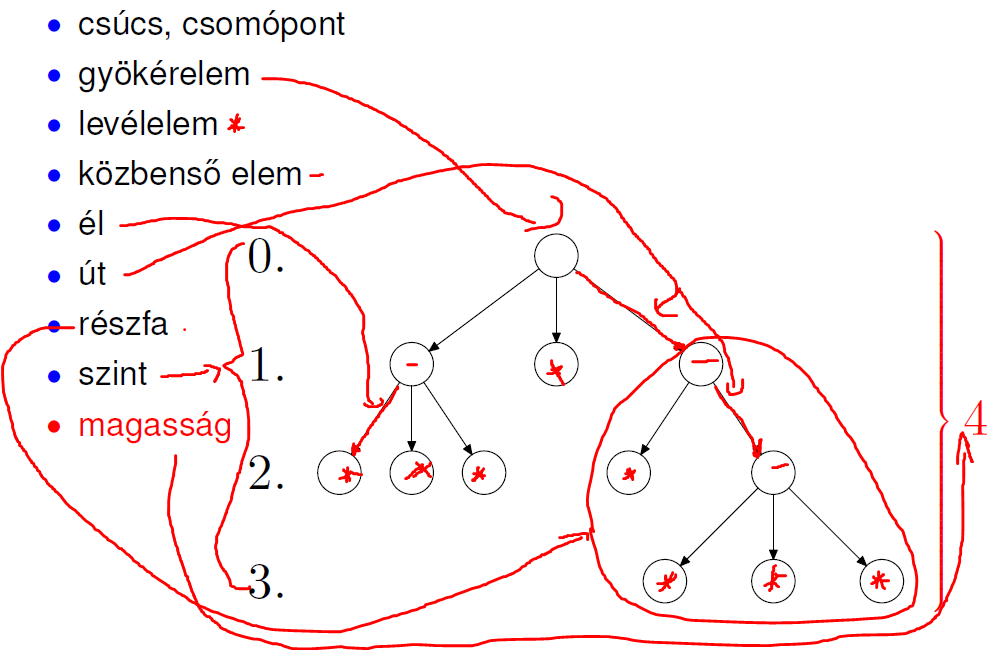 csúcs, csomópont
gyökérelem
levélelem *
közbenső elem -
él
út
részfa
szint
magasság
0.
1.
2.
3.
4